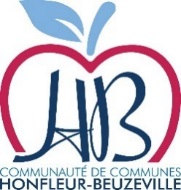 HB
COMMUNAUTÉ DE COMMUNES
HONFLEUR-BEUZEVILLE